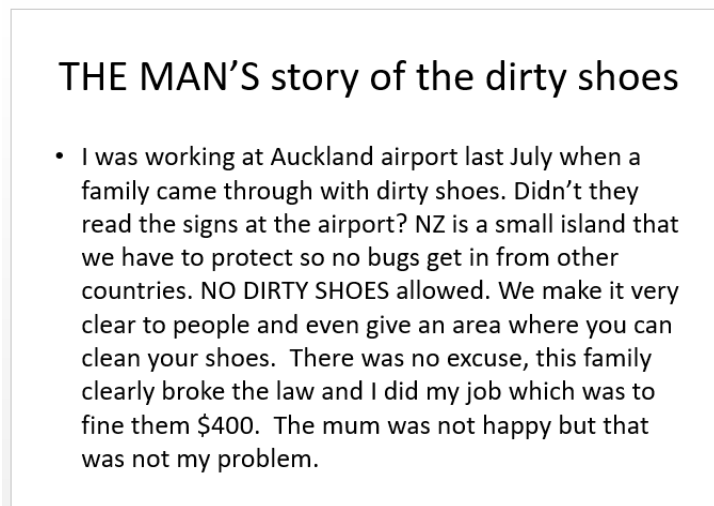 THE MAN’S story of the dirty shoes
• I was working at Auckland airport last July when a
family came through with dirty shoes. Didn’t they
read the signs at the airport? NZ is a small island that
we have to protect so no bugs get in from other
countries. NO DIRTY SHOES allowed. We make it very
clear to people and even give an area where you can
clean your shoes.  There was no excuse, this family
clearly broke the law and I did my job which was to
fine them $400.  The mum was not happy but that
was not my problem.